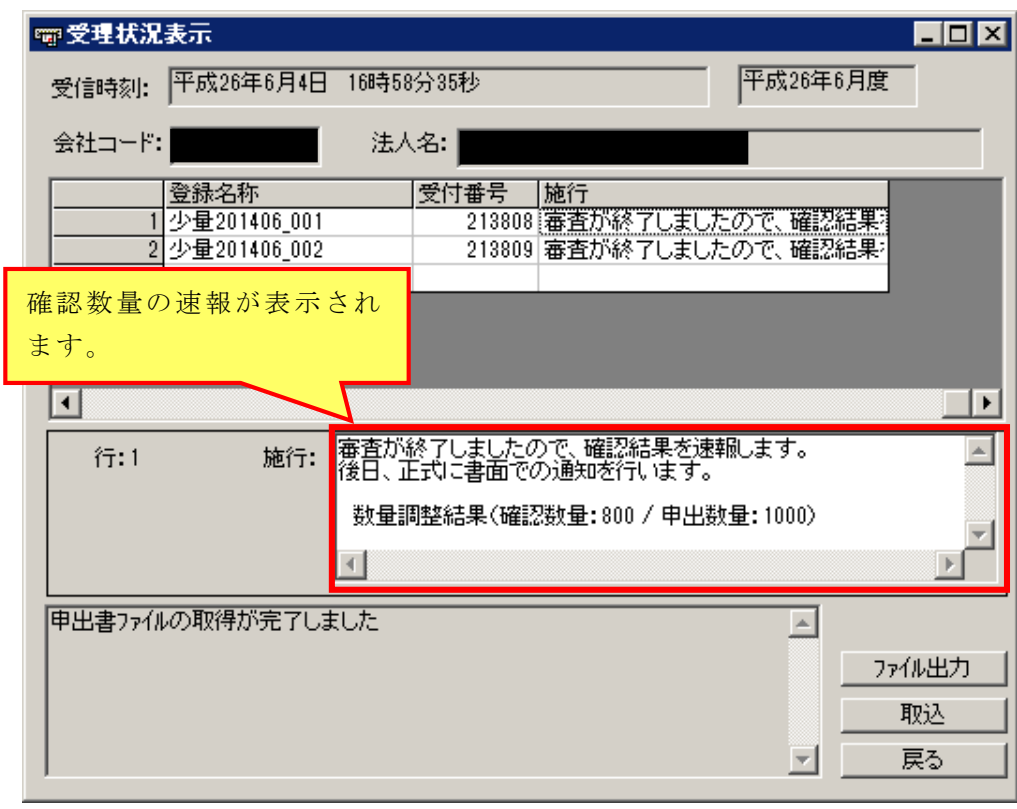 受理状況表示
受信時刻: 平成26年6月4日 16時58分35秒 平成26年6月度
会社コード: 法人名:
登録名称 受付番号 施行
1 少量201406_001 213808 審査が終了しましたので、確認結果
2 少量201406_002 213809 審査が終了しましたので、確認結果
確認数量の速報が表示され
ます。
行:1 施行: 審査が終了しましたので、確認結果を速報します。
後日、正式に書面での通知を行います。
数量調整結果(確認数量:800 / 申出数量:1000)
申出書ファイルの取得が完了しました
ファイル出力
取込
戻る